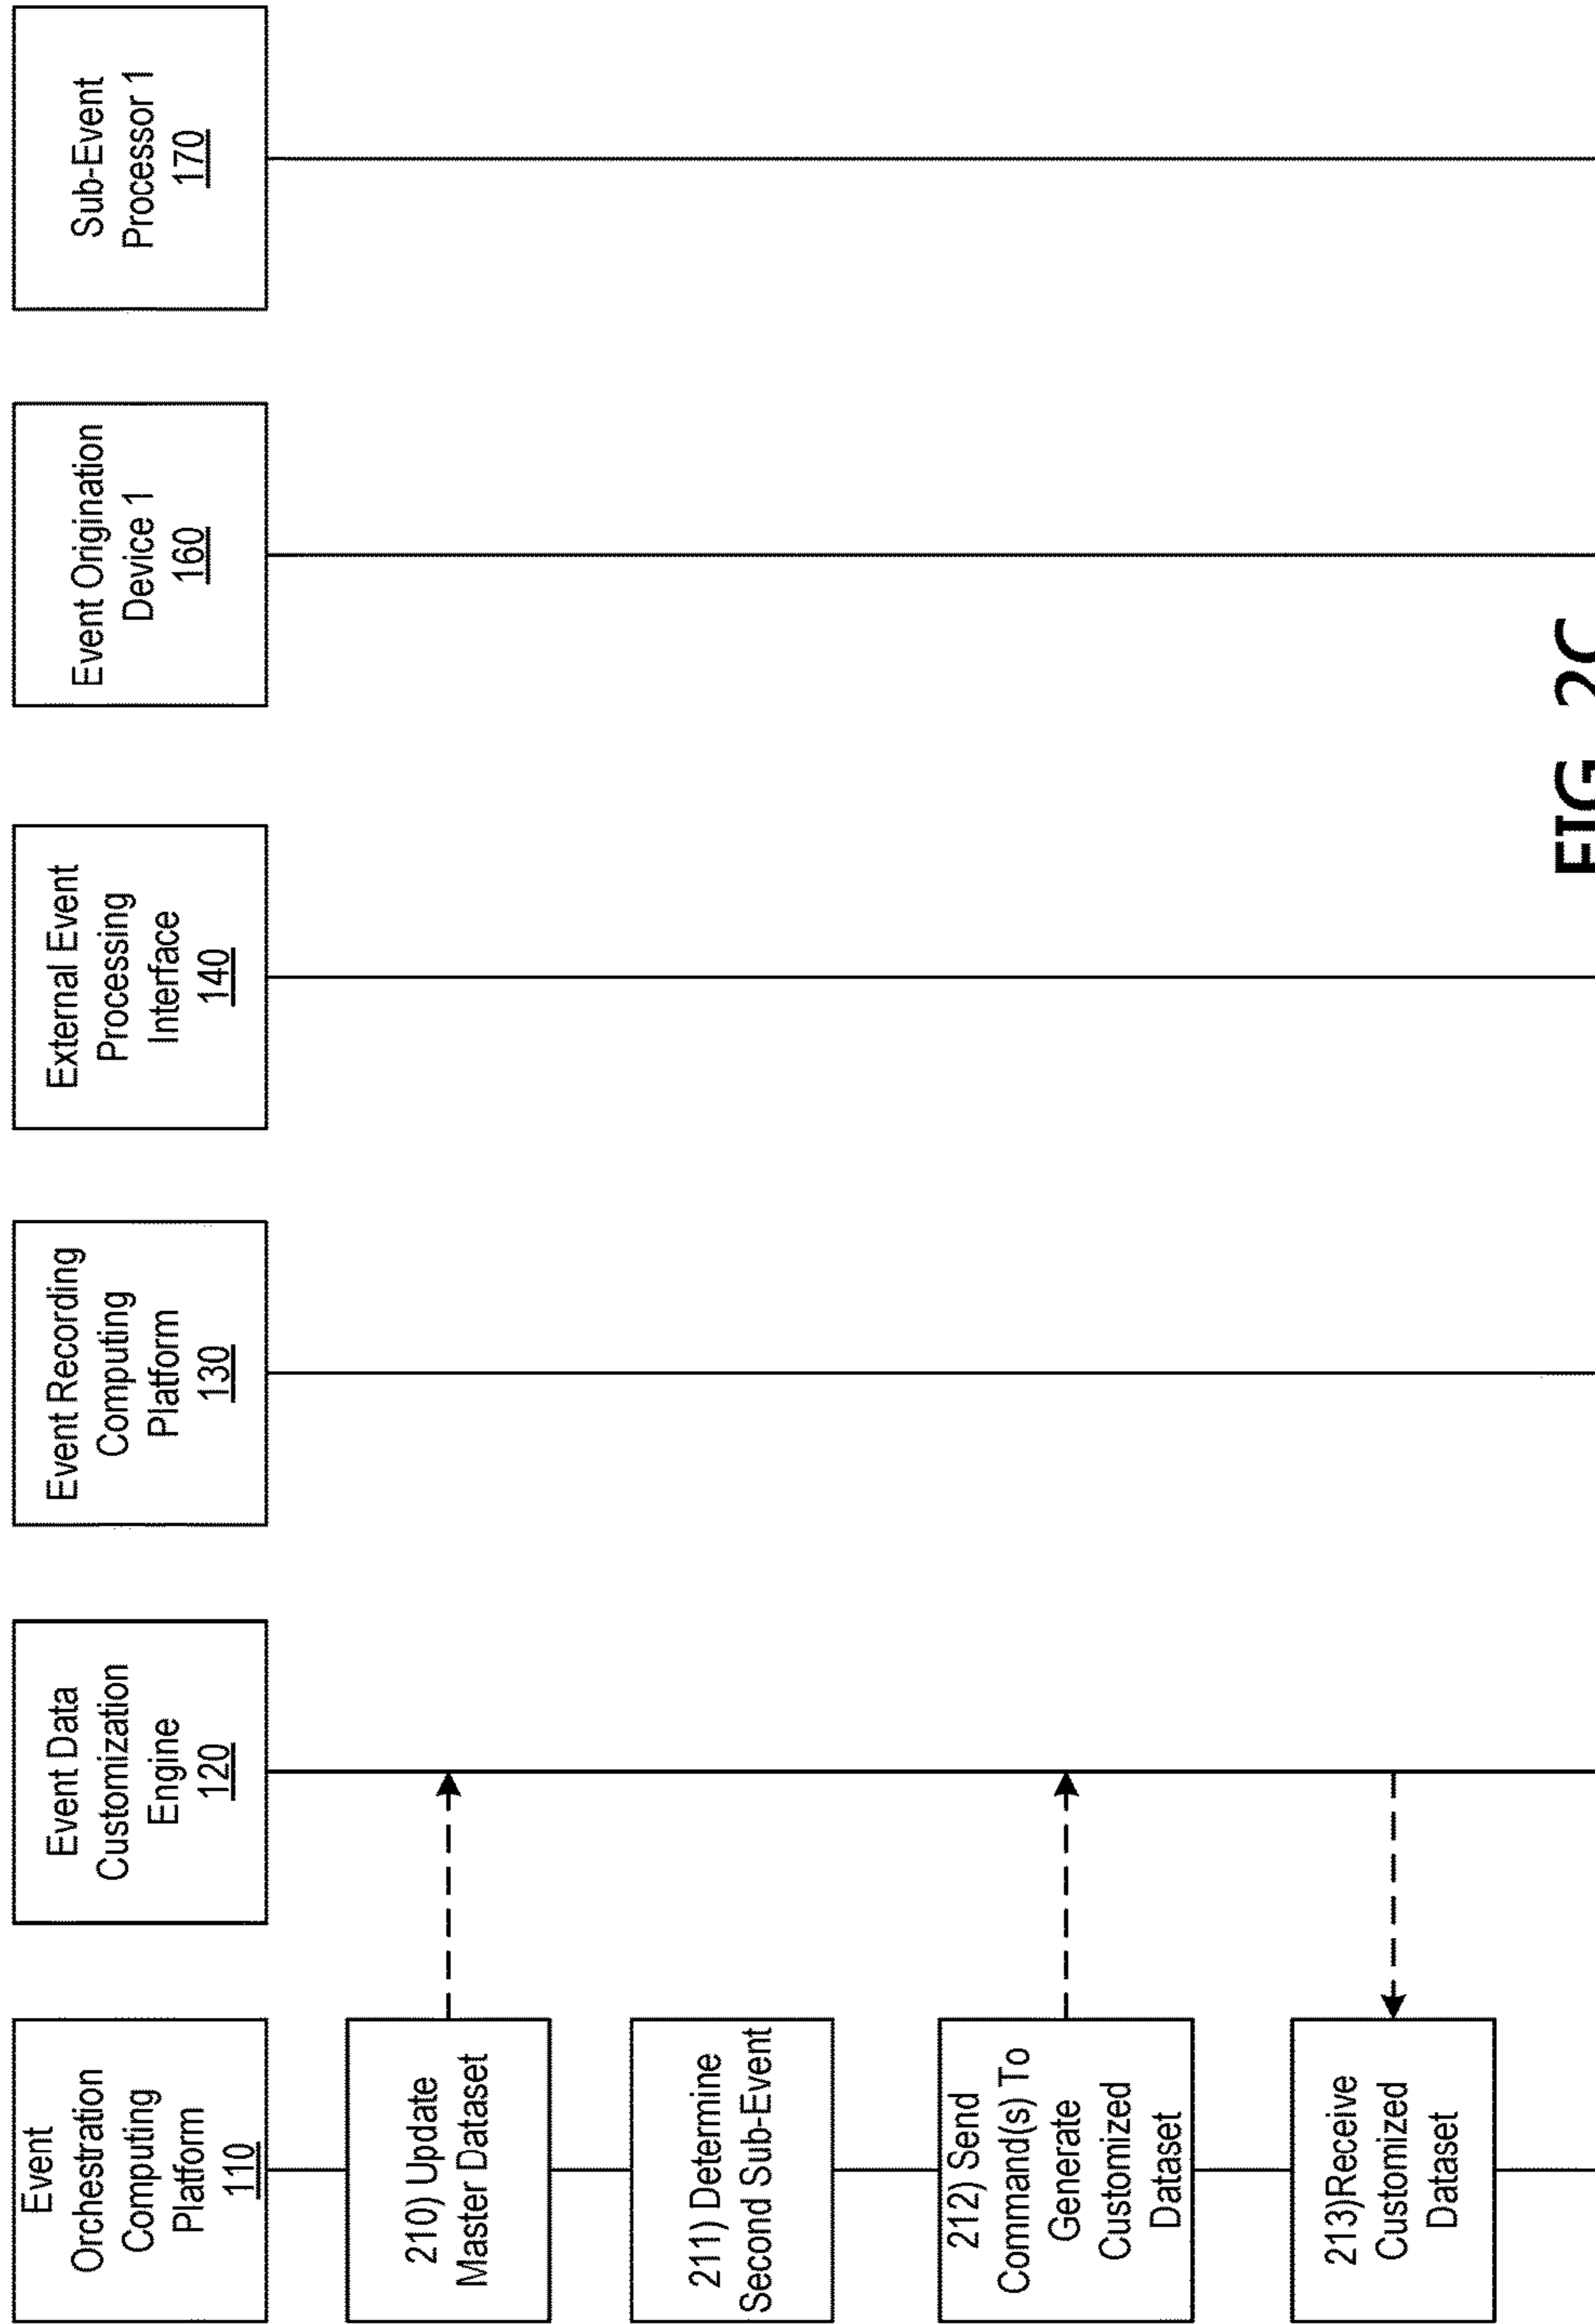 Event
Orchestration
Computing
Platform
110
Event Data
Customization
Engine
120
Event Recording
Computing
Platform
130
External Event
Processing
Interface
140
Event Origination
Device 1
160
Sub-Event
Processor 1
170
210) Update
Master Dataset
211) Determine
Second Sub-Event
212) Send
Command(s) To
Generate
Customized
Dataset
213)Receive
Customized
Dataset
FIG. 2C